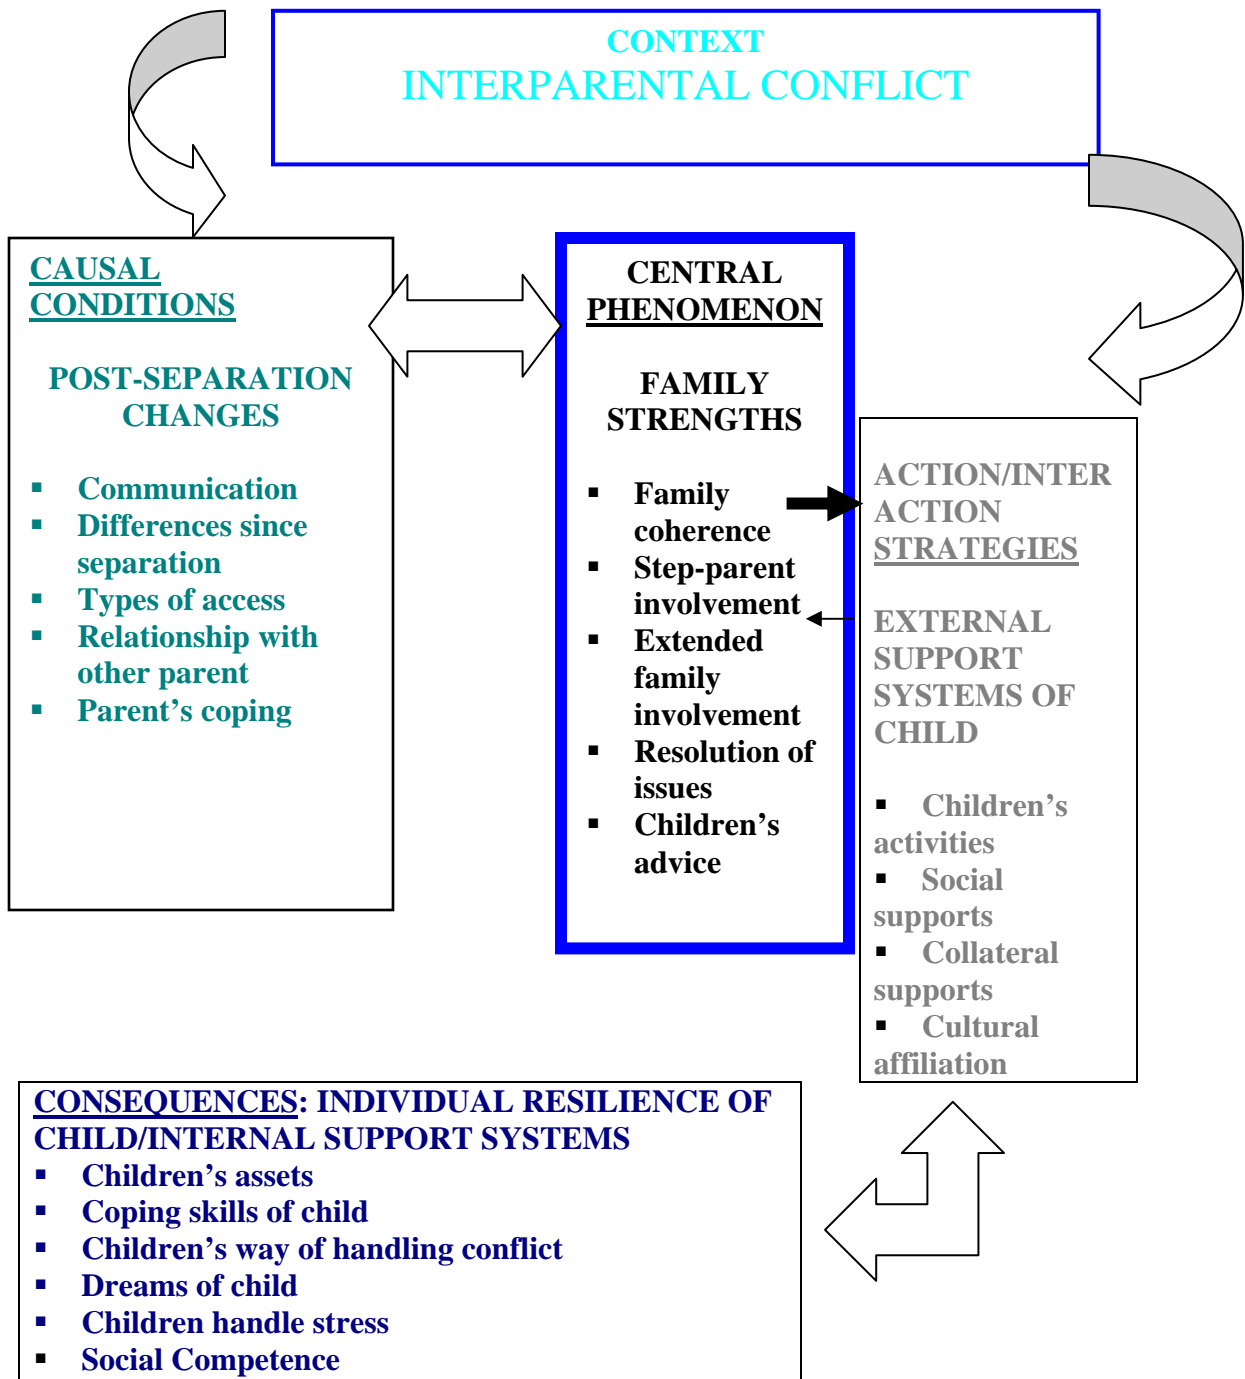 CONTEXT
INTERPARENTAL CONFLICT
CAUSAL
CONDITIONS
POST-SEPARATION
CHANGES
▪ Communication
▪ Differences since
separation
▪ Types of access
▪ Relationship with
other parent
▪ Parent’s coping
CENTRAL
PHENOMENON
FAMILY
STRENGTHS
▪ Family
coherence
▪ Step-parent
involvement
▪ Extended
family
involvement
▪ Resolution of
issues
▪ Children’s
advice
ACTION/INTER
ACTION
STRATEGIES
EXTERNAL
SUPPORT
SYSTEMS OF
CHILD
▪ Children’s
activities
▪ Social
supports
▪ Collateral
supports
▪ Cultural
affiliation
CONSEQUENCES: INDIVIDUAL RESILIENCE OF
CHILD/INTERNAL SUPPORT SYSTEMS
▪ Children’s assets
▪ Coping skills of child
▪ Children’s way of handling conflict
▪ Dreams of child
▪ Children handle stress
▪ Social Competence